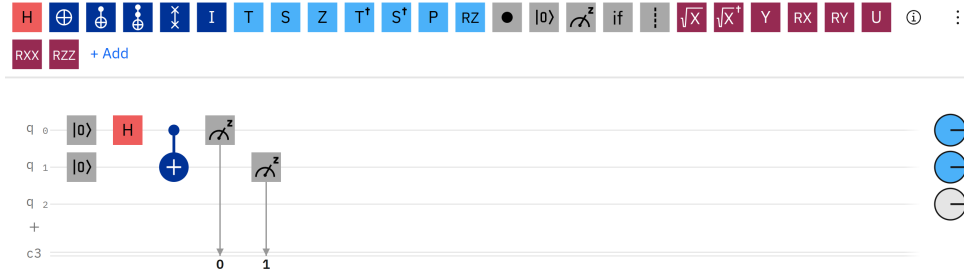 H I T S Z T† S† P RZ |0⟩ z if √X √X† Y RX RY U i
RXX RZZ + Add
q 0 |0⟩ H z
q 1 |0⟩ + z
q 2
+
c3
0 1